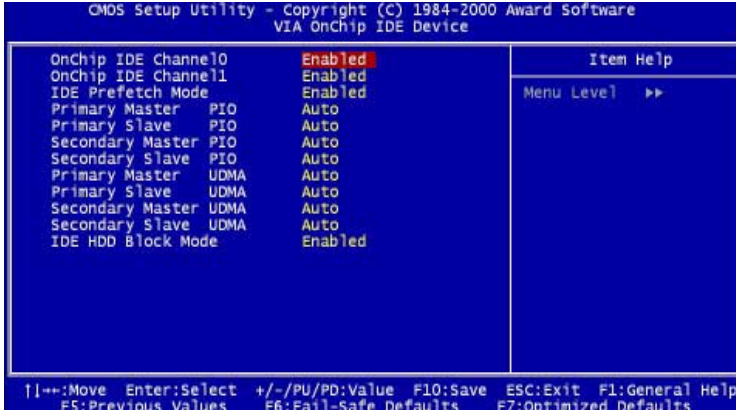 CMOS Setup Utility - Copyright (C) 1984-2000 Award Software
VIA OnChip IDE Device
OnChip IDE Channel0 Enabled
OnChip IDE Channel1 Enabled
IDE Prefetch Mode Enabled
Primary Master PIO Auto
Primary Slave PIO Auto
Secondary Master PIO Auto
Secondary Slave PIO Auto
Primary Master UDMA Auto
Primary Slave UDMA Auto
Secondary Master UDMA Auto
Secondary Slave UDMA Auto
IDE HDD Block Mode Enabled
Item Help
Menu Level ▸▸
↑↓→←:Move Enter:Select +/-/PU/PD:Value F10:Save ESC:Exit F1:General Help
F5:Previous Values F6:Fail-Safe Defaults F7:Optimized Defaults